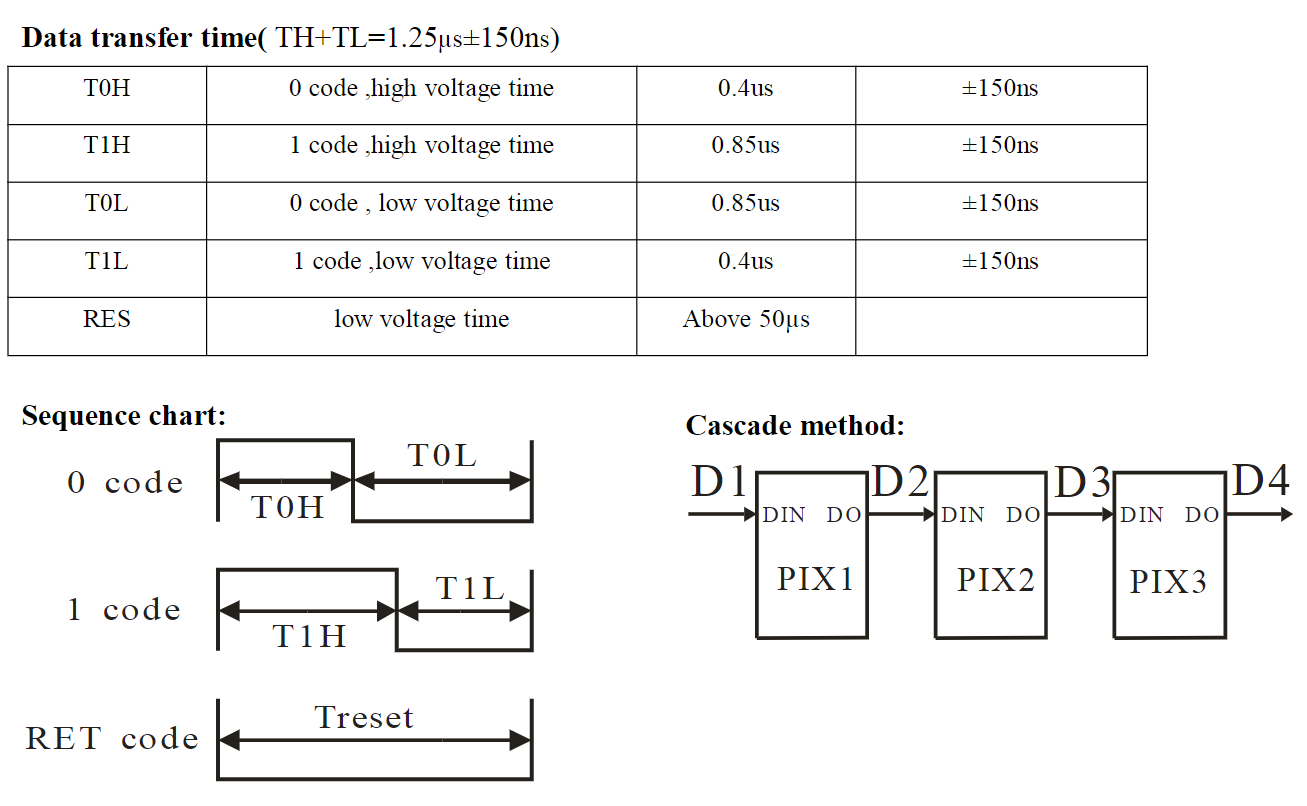 Data transfer time( TH+TL=1.25μs±150ns)
T0H 0 code ,high voltage time 0.4us ±150ns
T1H 1 code ,high voltage time 0.85us ±150ns
T0L 0 code , low voltage time 0.85us ±150ns
T1L 1 code ,low voltage time 0.4us ±150ns
RES low voltage time Above 50μs
Sequence chart:
0 code
T0H
T0L
1 code
T1H
T1L
RET code
Treset
Cascade method:
D1 D2 D3 D4
DIN DO DIN DO DIN DO
PIX1 PIX2 PIX3